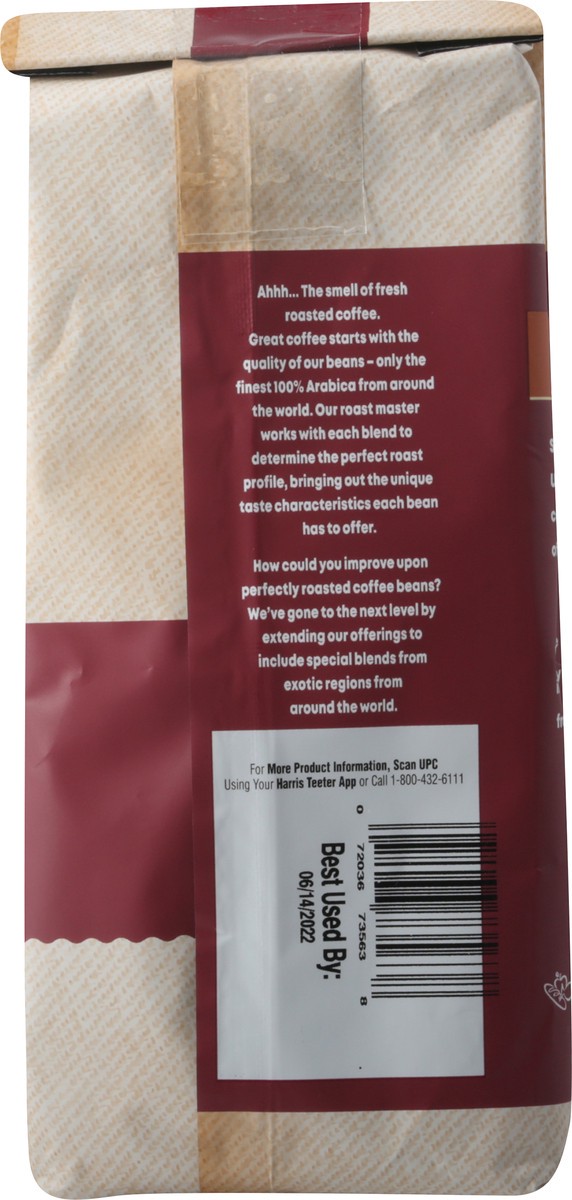 Ahhh... The smell of fresh
roasted coffee.
Great coffee starts with the
quality of our beans – only the
finest 100% Arabica from around
the world. Our roast master
works with each blend to
determine the perfect roast
profile, bringing out the unique
taste characteristics each bean
has to offer.
How could you improve upon
perfectly roasted coffee beans?
We've gone to the next level by
extending our offerings to
include special blends from
exotic regions from
around the world.
For More Product Information, Scan UPC
Using Your Harris Teeter App or Call 1-800-432-6111
0 72036 73563 8
Best Used By:
06/14/2022